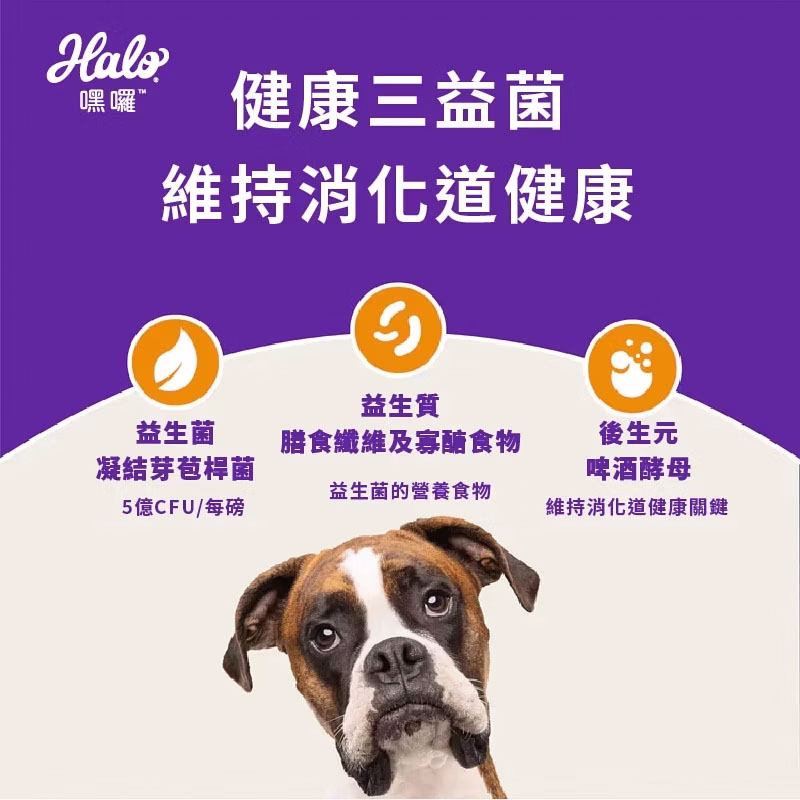 Halo®
嘿囉™
健康三益菌
維持消化道健康
益生菌
凝結芽苞桿菌
5億CFU/每磅
益生質
膳食纖維及寡醣食物
益生菌的營養食物
後生元
啤酒酵母
維持消化道健康關鍵